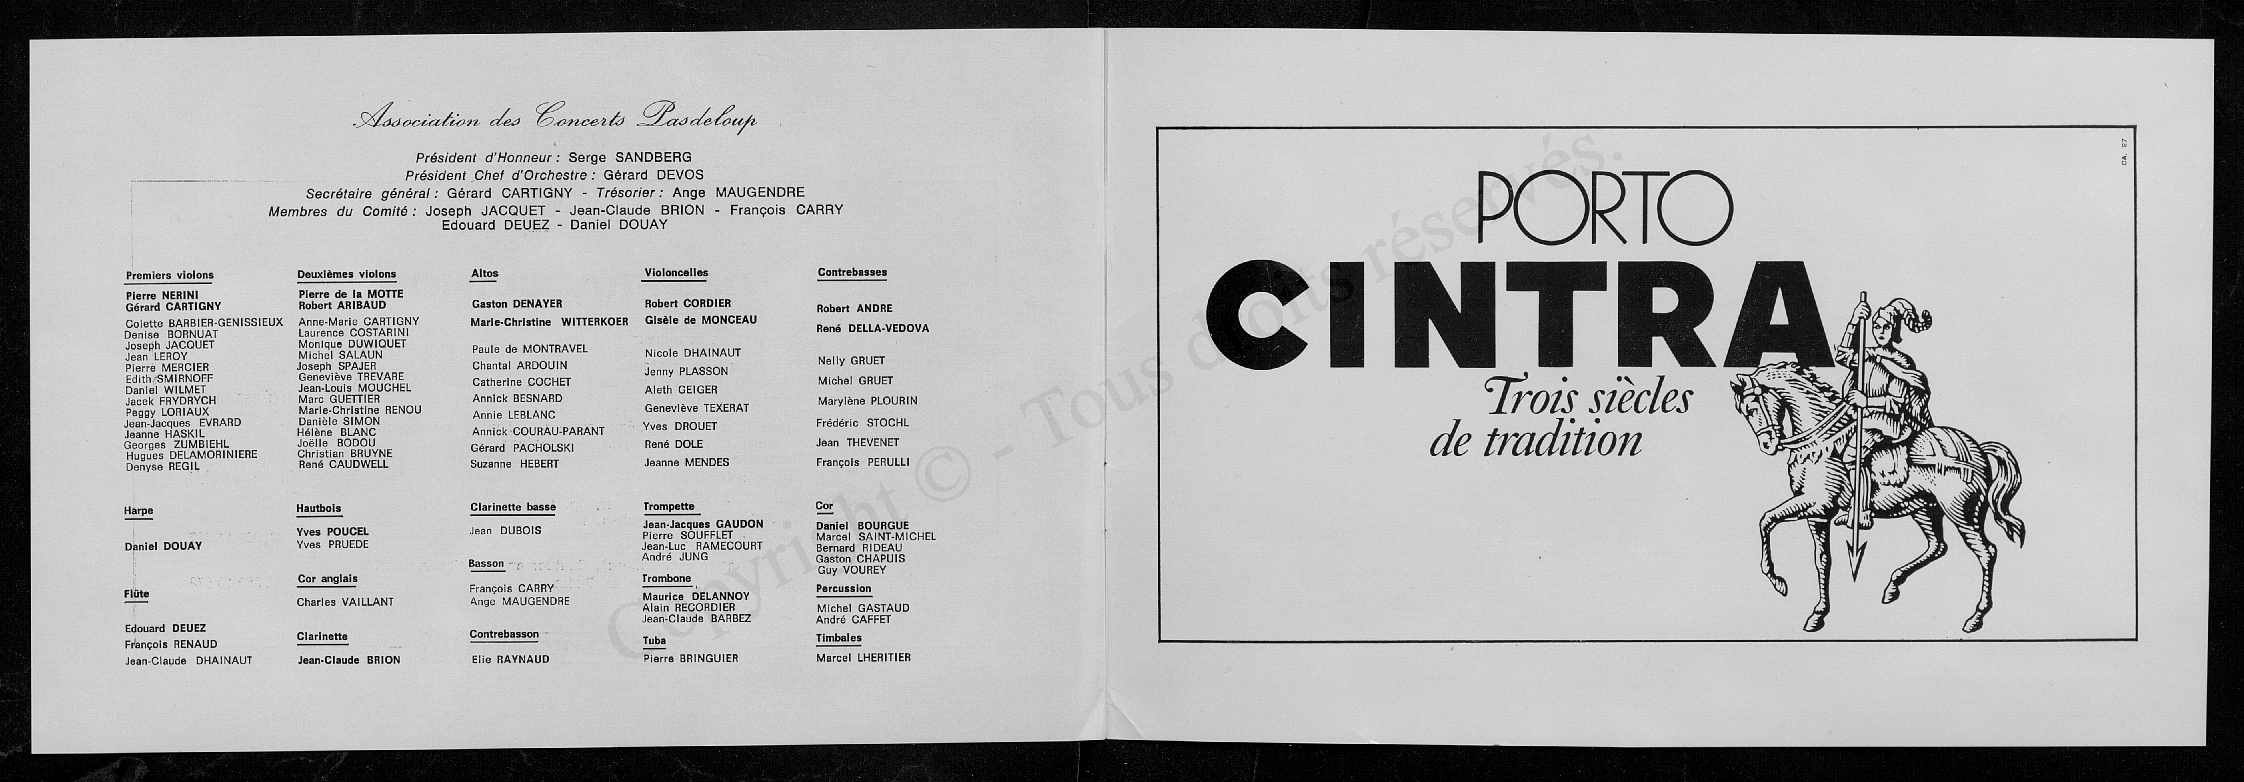 Association des Concerts Pasdeloup
Président d'Honneur : Serge SANDBERG
Président Chef d'Orchestre : Gérard DEVOS
Secrétaire général : Gérard CARTIGNY - Trésorier : Ange MAUGENDRE
Membres du Comité : Joseph JACQUET - Jean-Claude BRION - François CARRY
Edouard DEUEZ - Daniel DOUAY
Premiers violons
Pierre NERINI
Gérard CARTIGNY
Colette BARBIER-GENISSIEUX
Denise BORNUAT
Joseph JACQUET
Jean LEROY
Pierre MERCIER
Edith SMIRNOFF
Daniel WILMET
Jacek FRYDRYCH
Peggy LORIAUX
Jean-Jacques EVRARD
Jeanne HASKIL
Georges ZUMBIEHL
Hugues DELAMORINIERE
Denyse REGIL
Deuxièmes violons
Pierre de la MOTTE
Robert ARIBAUD
Anne-Marie CARTIGNY
Laurence COSTARINI
Monique DUWIQUET
Michel SALAUN
Joseph SPAJER
Geneviève TREVARE
Jean-Louis MOUCHEL
Marc GUETTIER
Marie-Christine RENOU
Danièle SIMON
Hélène BLANC
Joëlle BODOU
Christian BRUYNE
René CAUDWELL
Altos
Gaston DENAYER
Marie-Christine WITTERKOER
Paule de MONTRAVEL
Chantal ARDOUIN
Catherine COCHET
Annick BESNARD
Annie LEBLANC
Annick COURAU-PARANT
Gérard PACHOLSKI
Suzanne HEBERT
Violoncelles
Robert CORDIER
Gisèle de MONCEAU
Nicole DHAINAUT
Jenny PLASSON
Aleth GEIGER
Geneviève TEXERAT
Yves DROUET
René DOLE
Jeanne MENDES
Contrebasses
Robert ANDRE
René DELLA-VEDOVA
Nelly GRUET
Michel GRUET
Marylène PLOURIN
Frédéric STOCHL
Jean THEVENET
François PERULLI
Harpe
Daniel DOUAY
Flûte
Edouard DEUEZ
François RENAUD
Jean-Claude DHAINAUT
Hautbois
Yves POUCEL
Yves PRUEDE
Cor anglais
Charles VAILLANT
Clarinette
Jean-Claude BRION
Clarinette basse
Jean DUBOIS
Basson
François CARRY
Ange MAUGENDRE
Contrebasson
Elie RAYNAUD
Trompette
Jean-Jacques GAUDON
Pierre SOUFFLET
Jean-Luc RAMECOURT
André JUNG
Trombone
Maurice DELANNOY
Alain RECORDIER
Jean-Claude BARBEZ
Tuba
Pierre BRINGUIER
Cor
Daniel BOURGUE
Marcel SAINT-MICHEL
Bernard RIDEAU
Gaston CHAPUIS
Guy VOUREY
Percussion
Michel GASTAUD
André CAFFET
Timbales
Marcel LHERITIER
PORTO
CINTRA
Trois siècles
de tradition
CA. 27
Copyright © - Tous droits réservés.